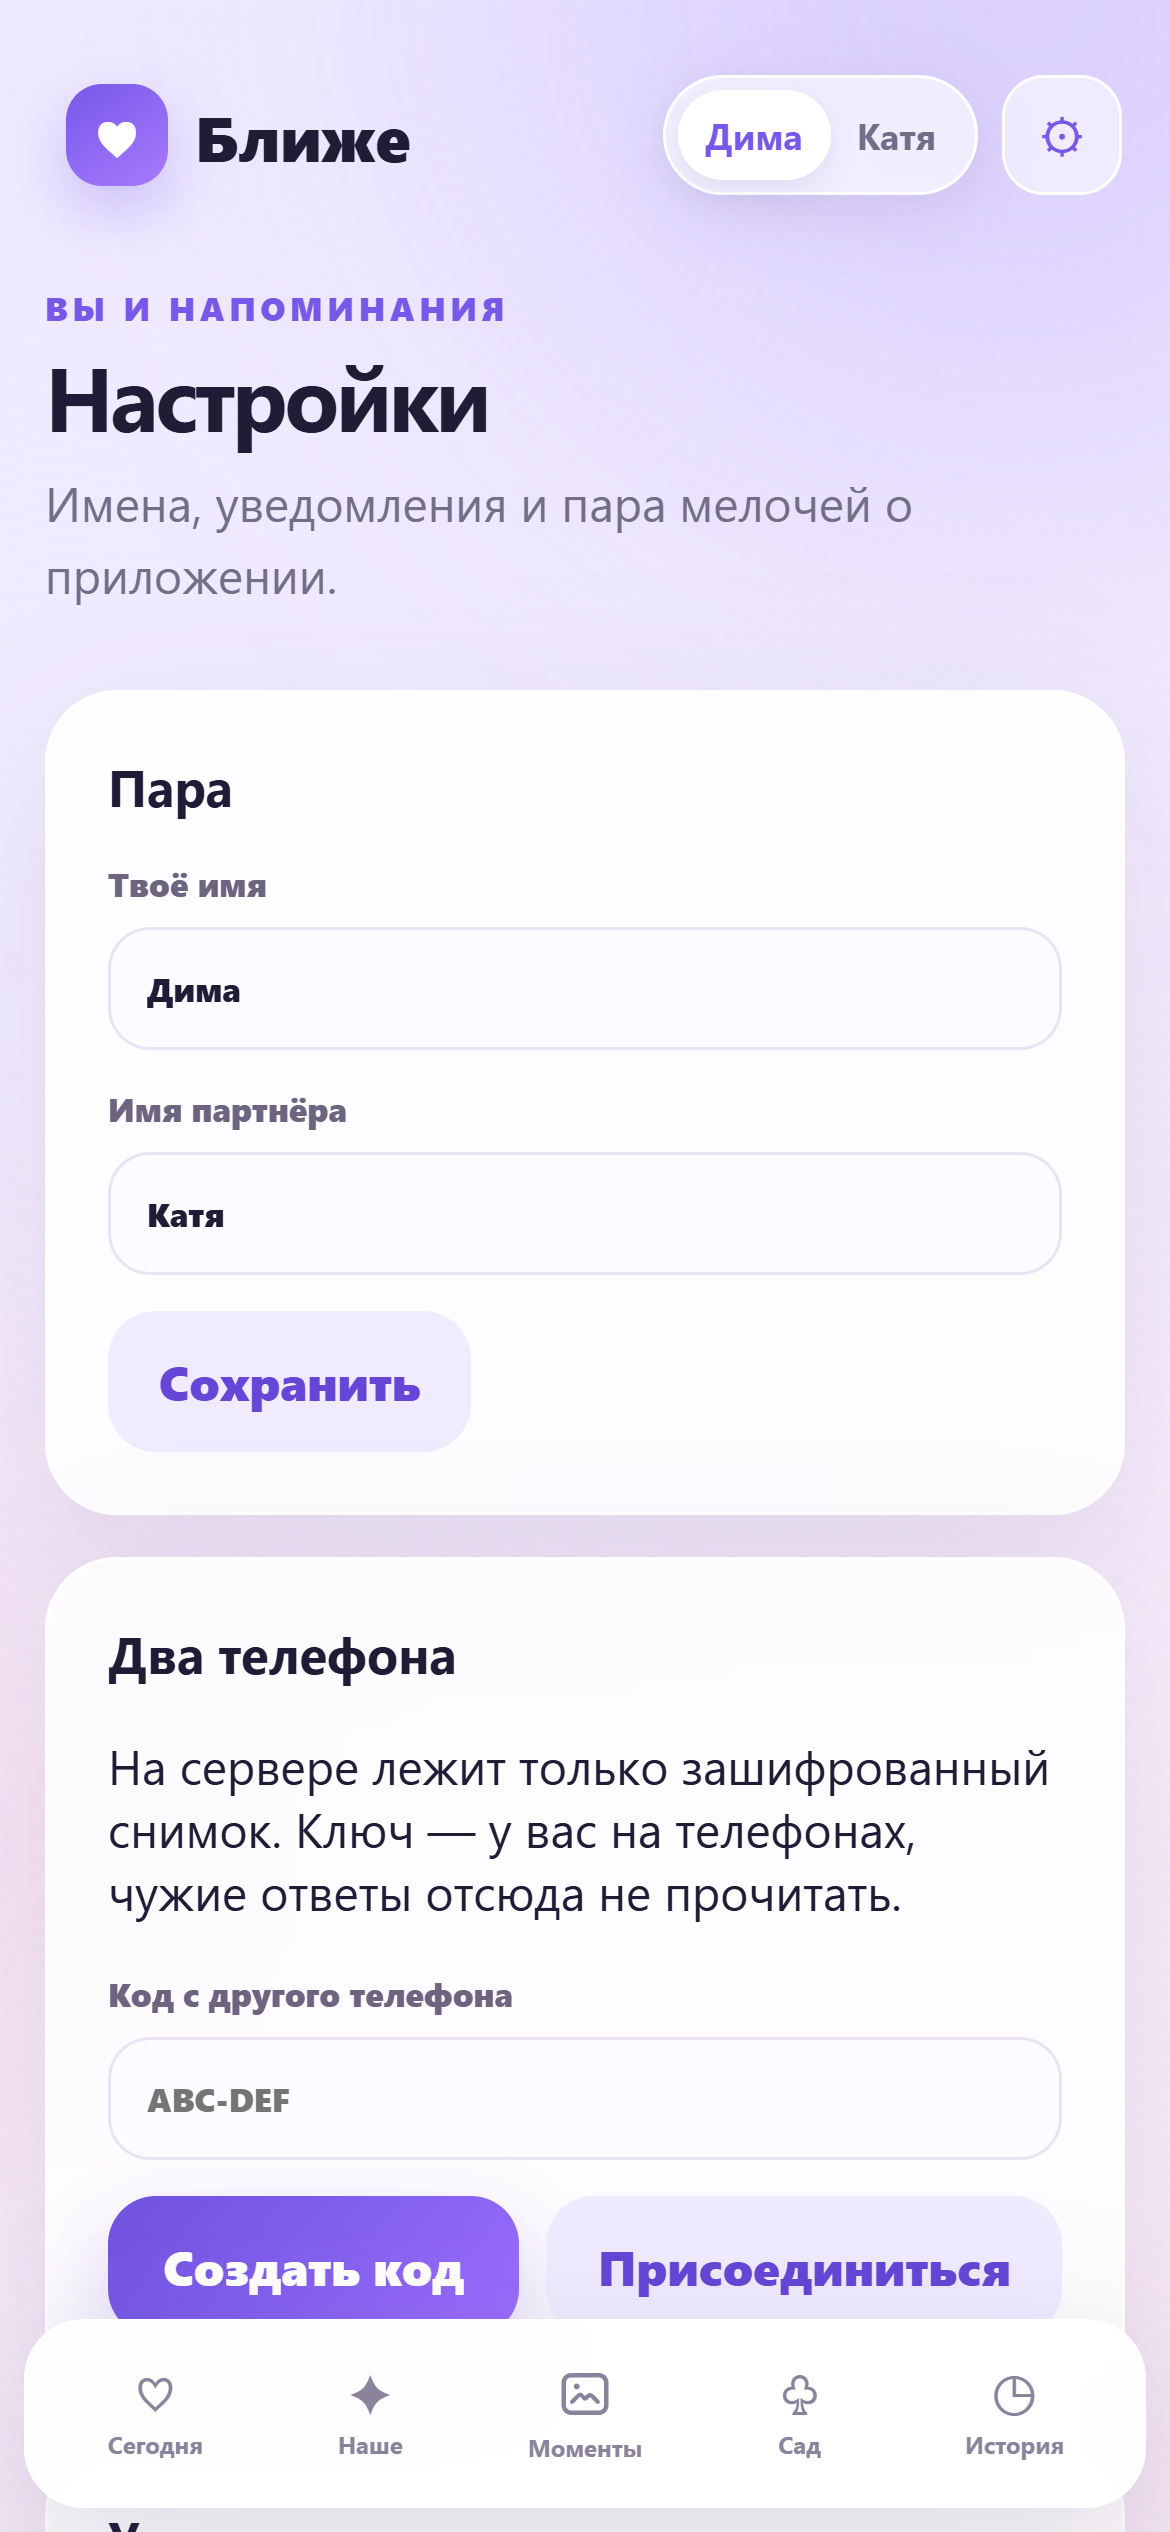 Ближе
Дима Катя
ВЫ И НАПОМИНАНИЯ
Настройки
Имена, уведомления и пара мелочей о
приложении.
Пара
Твоё имя
Дима
Имя партнёра
Катя
Сохранить
Два телефона
На сервере лежит только зашифрованный
снимок. Ключ — у вас на телефонах,
чужие ответы отсюда не прочитать.
Код с другого телефона
ABC-DEF
Создать код Присоединиться
Сегодня Наше Моменты Сад История